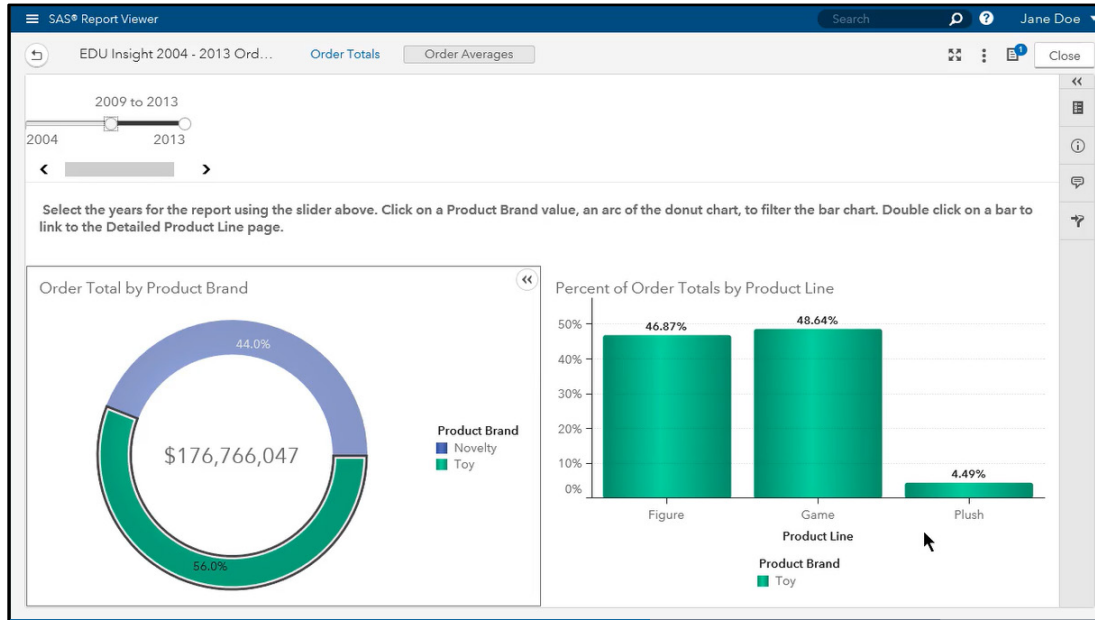 SAS® Report Viewer
Search
Jane Doe
EDU Insight 2004 - 2013 Ord...
Order Totals
Order Averages
1
Close
2009 to 2013
2004
2013
Select the years for the report using the slider above. Click on a Product Brand value, an arc of the donut chart, to filter the bar chart. Double click on a bar to
link to the Detailed Product Line page.
Order Total by Product Brand
44.0%
$176,766,047
56.0%
Product Brand
Novelty
Toy
Percent of Order Totals by Product Line
50%
40%
30%
20%
10%
0%
46.87%
48.64%
4.49%
Figure
Game
Plush
Product Line
Product Brand
Toy